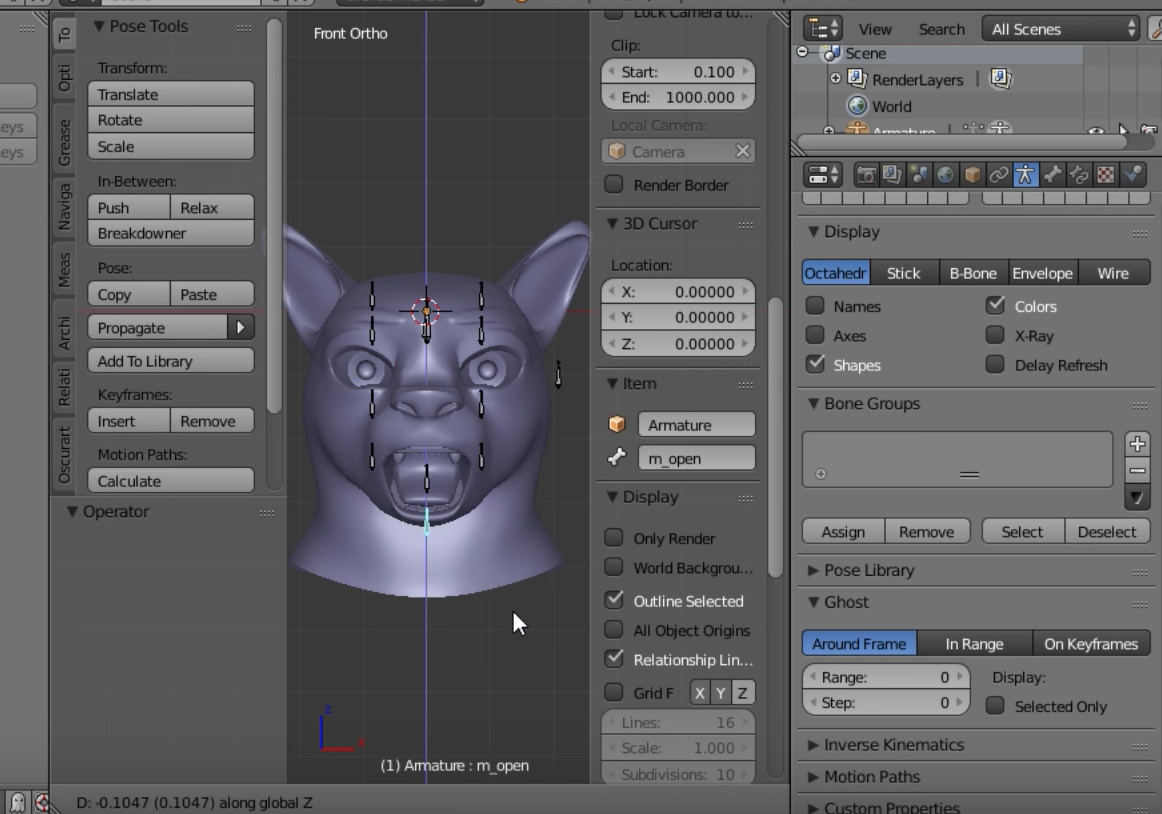 To
Opti
Grease
Naviga
Meas
Archi
Relati
Oscurart
eys
eys
Pose Tools
Transform:
Translate
Rotate
Scale
In-Between:
Push
Relax
Breakdowner
Pose:
Copy
Paste
Propagate
Add To Library
Keyframes:
Insert
Remove
Motion Paths:
Calculate
Operator
Front Ortho
z
x
(1) Armature : m_open
D: -0.1047 (0.1047) along global Z
Lock Camera to...
Clip:
Start: 0.100
End: 1000.000
Local Camera:
Camera
Render Border
3D Cursor
Location:
X: 0.00000
Y: 0.00000
Z: 0.00000
Item
Armature
m_open
Display
Only Render
World Backgrou...
Outline Selected
All Object Origins
Relationship Lin...
Grid F X Y Z
Lines: 16
Scale: 1.000
Subdivisions: 10
View
Search
All Scenes
Scene
RenderLayers
World
Armature
Display
Octahedr
Stick
B-Bone
Envelope
Wire
Names
Colors
Axes
X-Ray
Shapes
Delay Refresh
Bone Groups
Assign
Remove
Select
Deselect
Pose Library
Ghost
Around Frame
In Range
On Keyframes
Range: 0
Display:
Step: 0
Selected Only
Inverse Kinematics
Motion Paths
Custom Properties